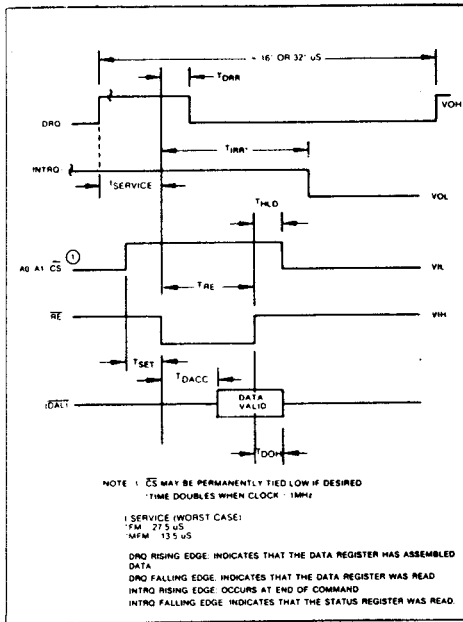 16* OR 32* uS
TDRR
VOH
DRQ
TIRR*
INTRQ
TSERVICE
VOL
THLD
A0 A1 CS 1
VIL
TRE
RE
VIH
TSET
TDACC
(DAL)
DATA
VALID
TDOH
NOTE 1. CS MAY BE PERMANENTLY TIED LOW IF DESIRED
*TIME DOUBLES WHEN CLOCK 1MHz
SERVICE (WORST CASE)
*FM 27.5 uS
*MFM 13.5 uS
DRQ RISING EDGE: INDICATES THAT THE DATA REGISTER HAS ASSEMBLED
DATA
DRQ FALLING EDGE: INDICATES THAT THE DATA REGISTER WAS READ
INTRQ RISING EDGE: OCCURS AT END OF COMMAND
INTRQ FALLING EDGE INDICATES THAT THE STATUS REGISTER WAS READ.